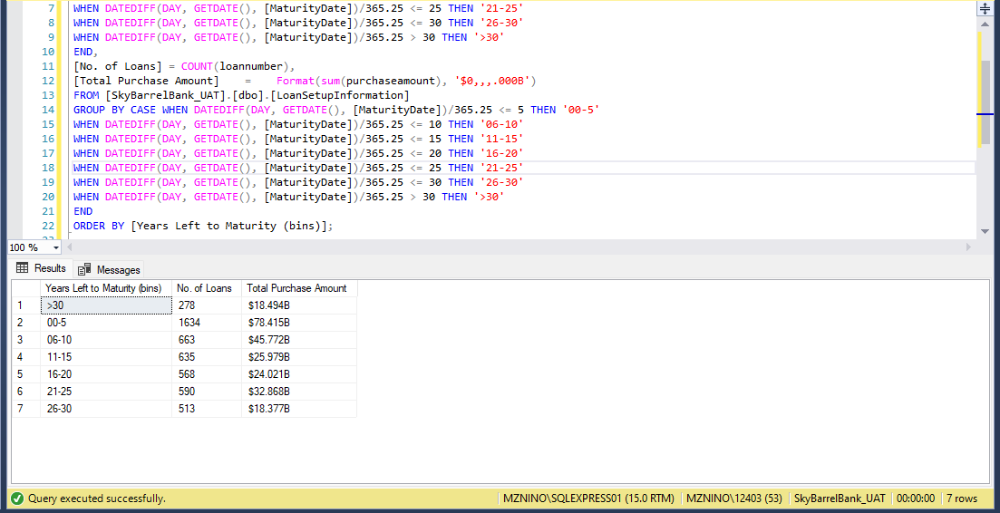 7 WHEN DATEDIFF(DAY, GETDATE(), [MaturityDate])/365.25 <= 25 THEN '21-25'
8 WHEN DATEDIFF(DAY, GETDATE(), [MaturityDate])/365.25 <= 30 THEN '26-30'
9 WHEN DATEDIFF(DAY, GETDATE(), [MaturityDate])/365.25 > 30 THEN '>30'
10 END,
11 [No. of Loans] = COUNT(loannumber),
12 [Total Purchase Amount]    =    Format(sum(purchaseamount), '$0,,,.000B')
13 FROM [SkyBarrelBank_UAT].[dbo].[LoanSetupInformation]
14 GROUP BY CASE WHEN DATEDIFF(DAY, GETDATE(), [MaturityDate])/365.25 <= 5 THEN '00-5'
15 WHEN DATEDIFF(DAY, GETDATE(), [MaturityDate])/365.25 <= 10 THEN '06-10'
16 WHEN DATEDIFF(DAY, GETDATE(), [MaturityDate])/365.25 <= 15 THEN '11-15'
17 WHEN DATEDIFF(DAY, GETDATE(), [MaturityDate])/365.25 <= 20 THEN '16-20'
18 WHEN DATEDIFF(DAY, GETDATE(), [MaturityDate])/365.25 <= 25 THEN '21-25'
19 WHEN DATEDIFF(DAY, GETDATE(), [MaturityDate])/365.25 <= 30 THEN '26-30'
20 WHEN DATEDIFF(DAY, GETDATE(), [MaturityDate])/365.25 > 30 THEN '>30'
21 END
22 ORDER BY [Years Left to Maturity (bins)];
100 %
Results Messages
Years Left to Maturity (bins) No. of Loans Total Purchase Amount
1 >30 278 $18.494B
2 00-5 1634 $78.415B
3 06-10 663 $45.772B
4 11-15 635 $25.979B
5 16-20 568 $24.021B
6 21-25 590 $32.868B
7 26-30 513 $18.377B
Query executed successfully. MZNINO\SQLEXPRESS01 (15.0 RTM) MZNINO\12403 (53) SkyBarrelBank_UAT 00:00:00 7 rows